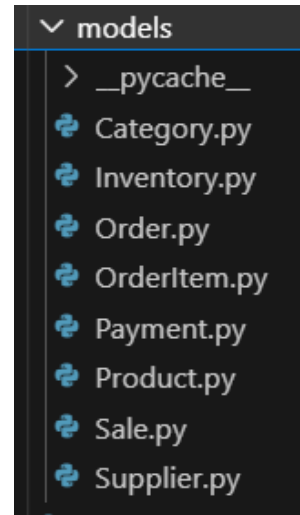 models
__pycache__
Category.py
Inventory.py
Order.py
OrderItem.py
Payment.py
Product.py
Sale.py
Supplier.py